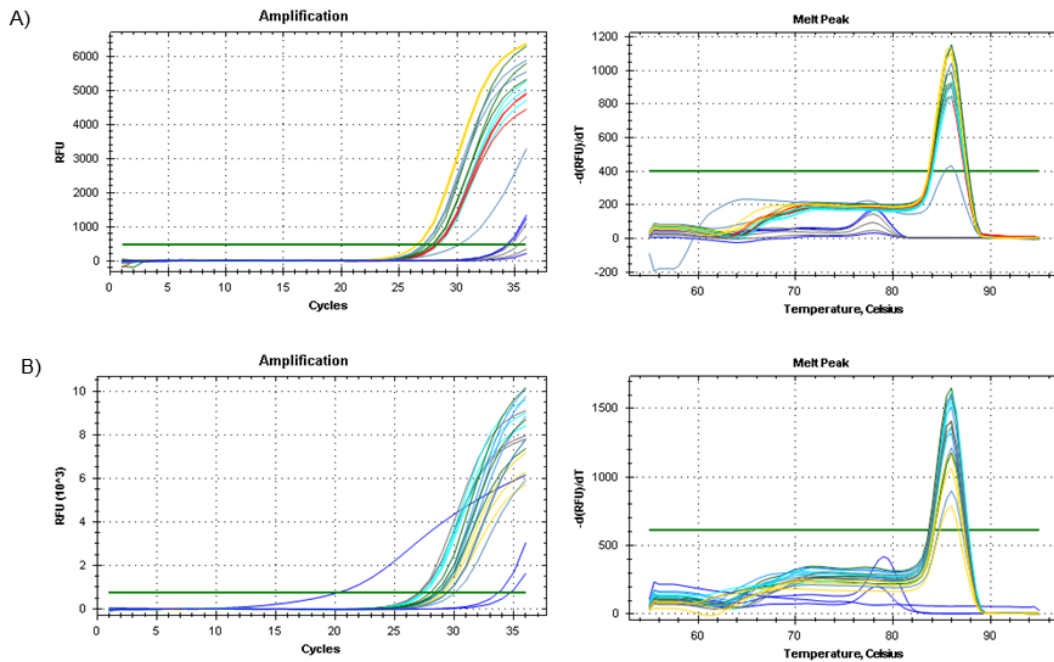 A)
Amplification
RFU
6000
5000
4000
3000
2000
1000
0
0 5 10 15 20 25 30 35
Cycles
Melt Peak
-d(RFU)/dT
1200
1000
800
600
400
200
0
-200
60 70 80 90
Temperature, Celsius
B)
Amplification
RFU (10^3)
10
8
6
4
2
0
0 5 10 15 20 25 30 35
Cycles
Melt Peak
-d(RFU)/dT
1500
1000
500
0
60 70 80 90
Temperature, Celsius